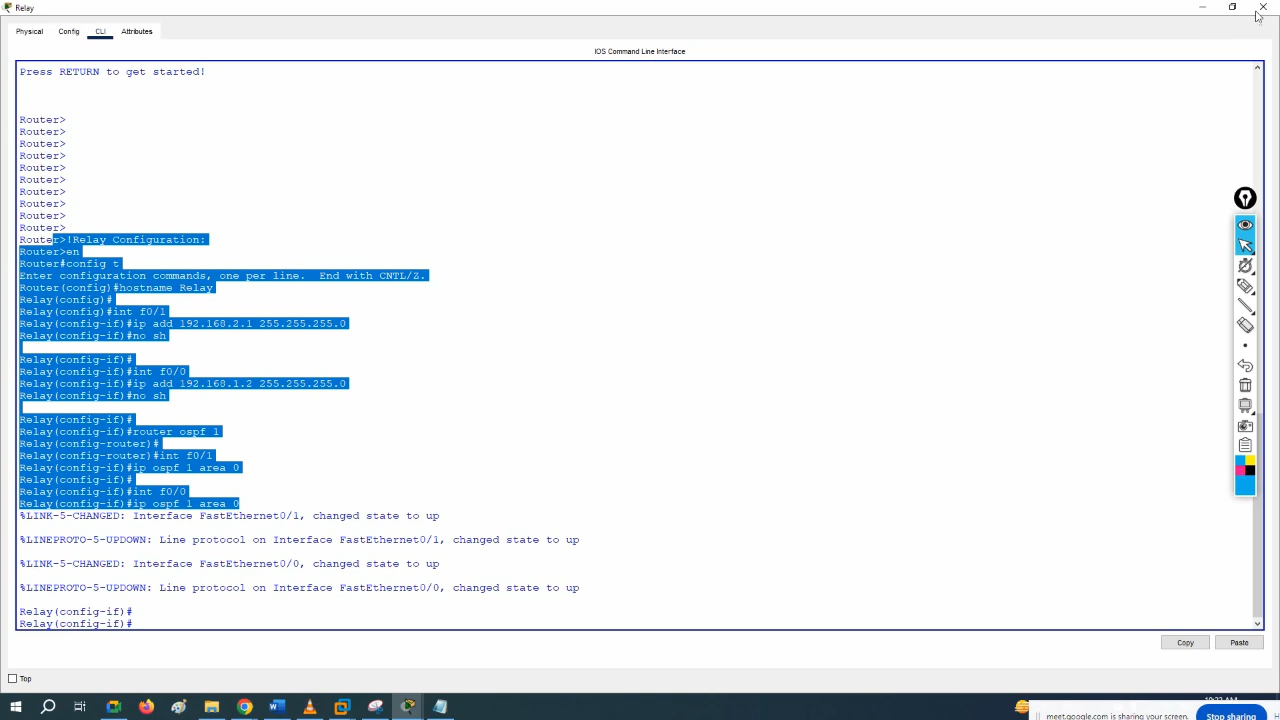 Relay
Physical Config CLI Attributes
IOS Command Line Interface
Press RETURN to get started!
Router>
Router>
Router>
Router>
Router>
Router>
Router>
Router>
Router>
Router>
Router>!Relay Configuration:
Router>en
Router#config t
Enter configuration commands, one per line.  End with CNTL/Z.
Router(config)#hostname Relay
Relay(config)#
Relay(config)#int f0/1
Relay(config-if)#ip add 192.168.2.1 255.255.255.0
Relay(config-if)#no sh
Relay(config-if)#
Relay(config-if)#int f0/0
Relay(config-if)#ip add 192.168.1.2 255.255.255.0
Relay(config-if)#no sh
Relay(config-if)#
Relay(config-if)#router ospf 1
Relay(config-router)#
Relay(config-router)#int f0/1
Relay(config-if)#ip ospf 1 area 0
Relay(config-if)#
Relay(config-if)#int f0/0
Relay(config-if)#ip ospf 1 area 0
%LINK-5-CHANGED: Interface FastEthernet0/1, changed state to up
%LINEPROTO-5-UPDOWN: Line protocol on Interface FastEthernet0/1, changed state to up
%LINK-5-CHANGED: Interface FastEthernet0/0, changed state to up
%LINEPROTO-5-UPDOWN: Line protocol on Interface FastEthernet0/0, changed state to up
Relay(config-if)#
Relay(config-if)#
Copy Paste
Top
meet.google.com is sharing your screen.
Stop sharing